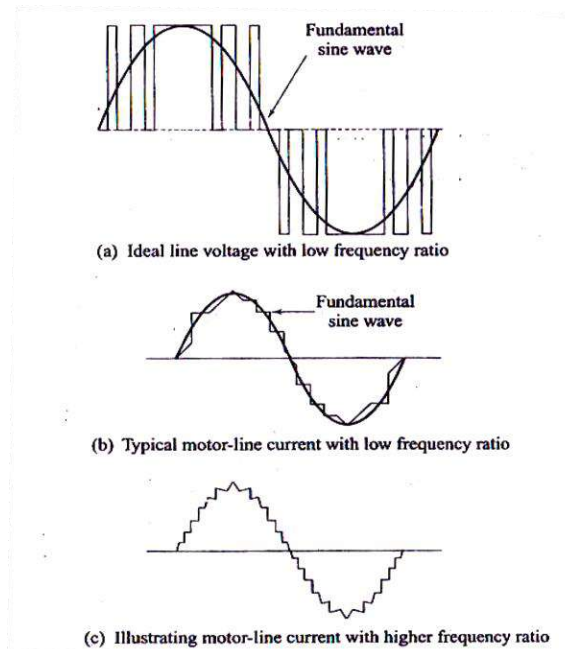 Fundamental
sine wave
(a) Ideal line voltage with low frequency ratio
Fundamental
sine wave
(b) Typical motor-line current with low frequency ratio
(c) Illustrating motor-line current with higher frequency ratio